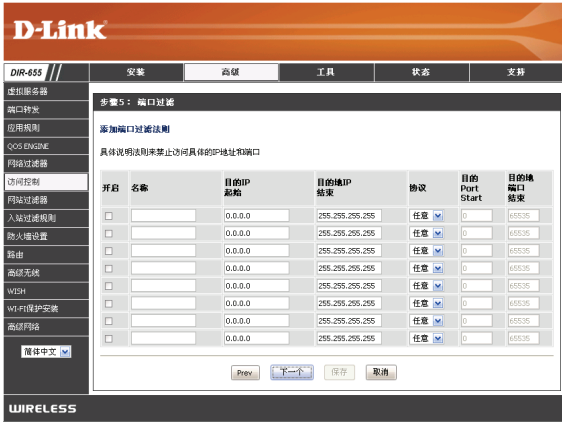 D-Link
DIR-655 // 安装 高级 工具 状态 支持
虚拟服务器
端口转发
应用规则
QOS ENGINE
网络过滤器
访问控制
网站过滤器
入站过滤规则
防火墙设置
路由
高级无线
WISH
WI-FI保护安装
高级网络
简体中文
步骤5： 端口过滤
添加端口过滤法则
具体说明法则来禁止访问具体的IP地址和端口
开启 名称 目的IP 起始 目的地IP 结束 协议 目的 Port Start 目的地 端口 结束
0.0.0.0 255.255.255.255 任意 0 65535
0.0.0.0 255.255.255.255 任意 0 65535
0.0.0.0 255.255.255.255 任意 0 65535
0.0.0.0 255.255.255.255 任意 0 65535
0.0.0.0 255.255.255.255 任意 0 65535
0.0.0.0 255.255.255.255 任意 0 65535
0.0.0.0 255.255.255.255 任意 0 65535
0.0.0.0 255.255.255.255 任意 0 65535
Prev 下一个 保存 取消
WIRELESS